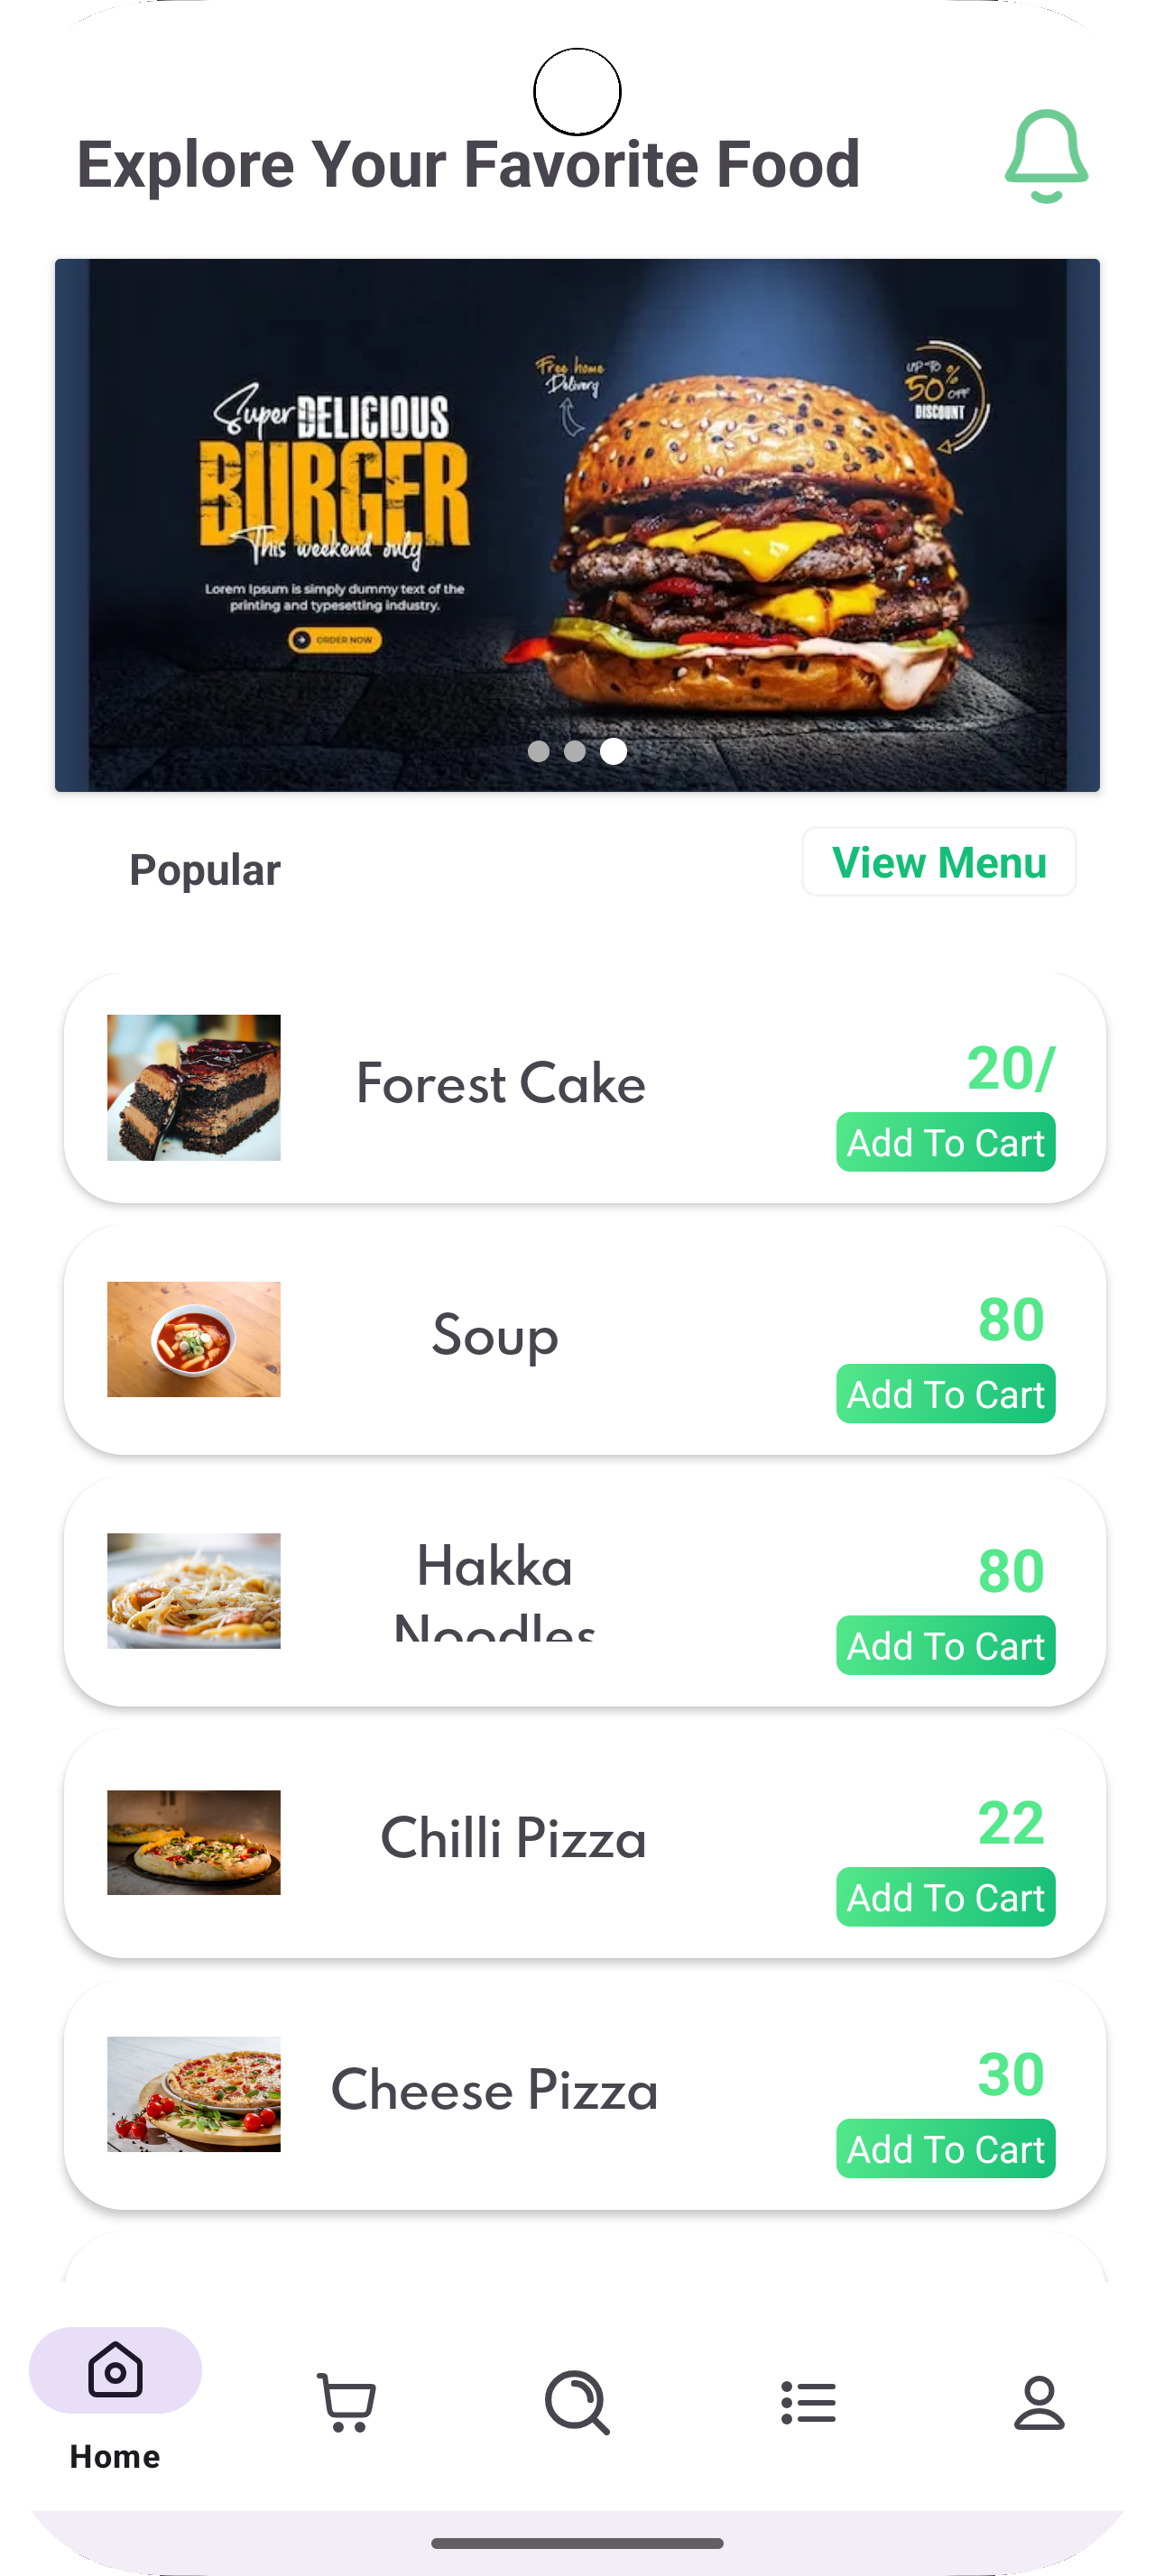 Explore Your Favorite Food
Free home
Delivery
UP TO
50% OFF
DISCOUNT
Super DELICIOUS
BURGER
This weekend only
Lorem Ipsum is simply dummy text of the
printing and typesetting industry.
ORDER NOW
Popular
View Menu
Forest Cake
20/
Add To Cart
Soup
80
Add To Cart
Hakka
Noodles
80
Add To Cart
Chilli Pizza
22
Add To Cart
Cheese Pizza
30
Add To Cart
Home